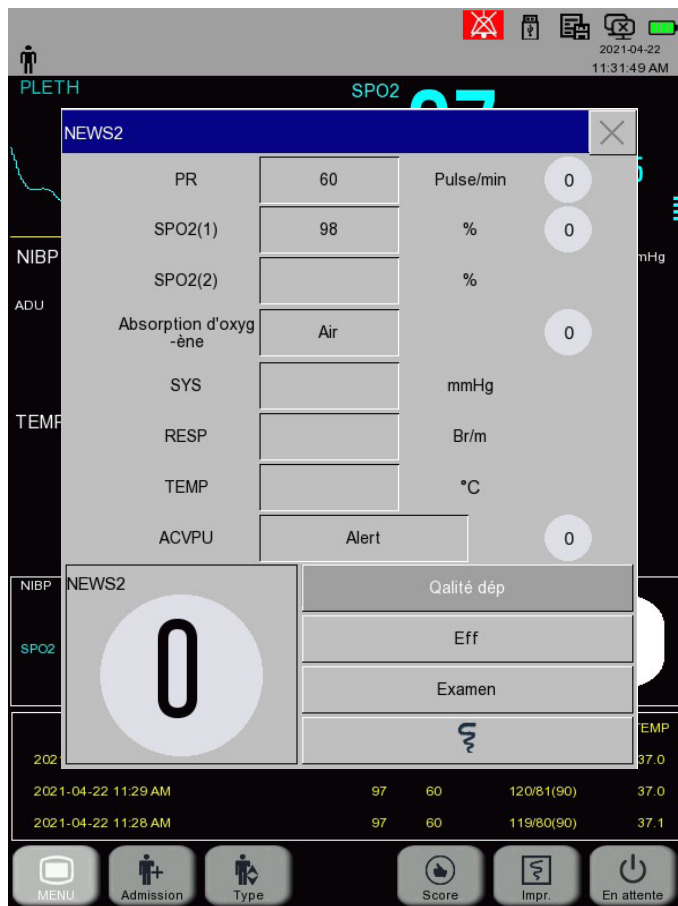 2021-04-22
11:31:49 AM
PLETH
SPO2
NEWS2
PR 60 Pulse/min 0
SPO2(1) 98 % 0
NIBP
mHg
SPO2(2) %
ADU
Absorption d'oxyg
-ène
Air 0
SYS mmHg
TEMP
RESP Br/m
TEMP °C
ACVPU Alert 0
NIBP
NEWS2
0
SPO2
Qalité dép
Eff
Examen
EMP
202
37.0
2021-04-22 11:29 AM 97 60 120/81(90) 37.0
2021-04-22 11:28 AM 97 60 119/80(90) 37.1
MENU
Admission
Type
Score
Impr.
En attente